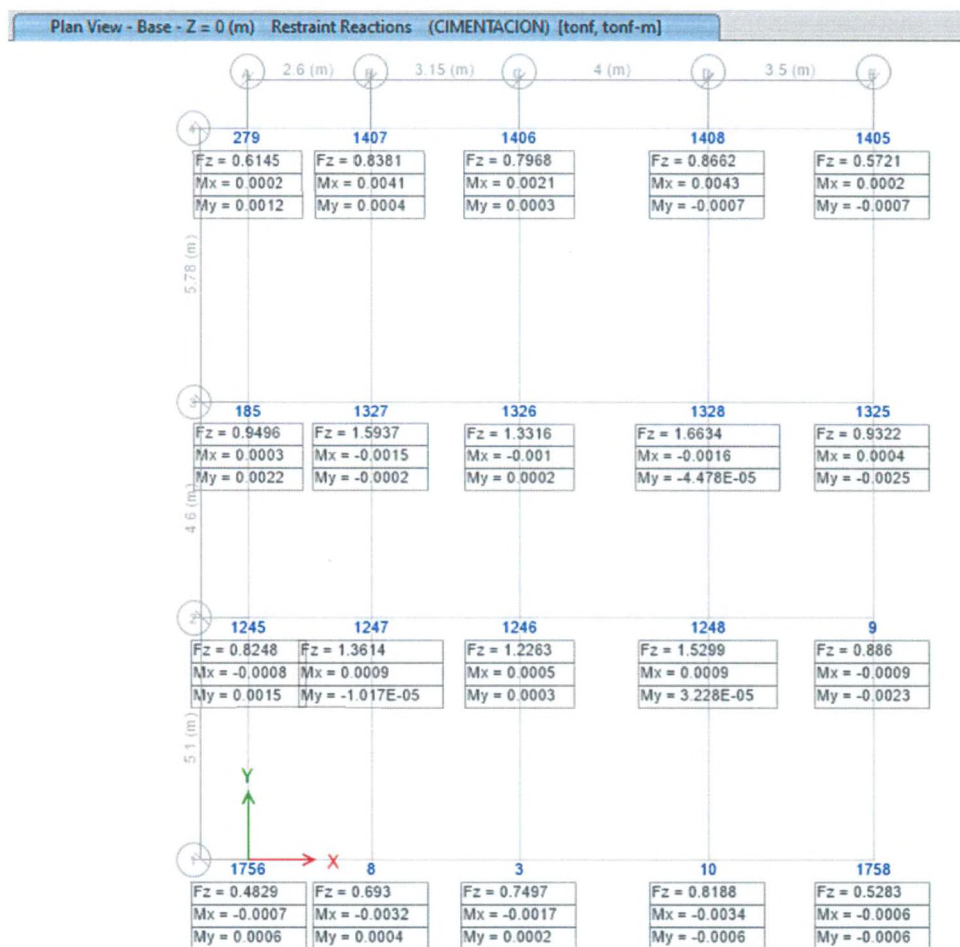 Plan View - Base - Z = 0 (m) Restraint Reactions (CIMENTACION) [tonf, tonf-m]
A 2.6 (m) B 3.15 (m) C 4 (m) D 3.5 (m) E
4
279 1407 1406 1408 1405
Fz = 0.6145 Fz = 0.8381 Fz = 0.7968 Fz = 0.8662 Fz = 0.5721
Mx = 0.0002 Mx = 0.0041 Mx = 0.0021 Mx = 0.0043 Mx = 0.0002
My = 0.0012 My = 0.0004 My = 0.0003 My = -0.0007 My = -0.0007
5.78 (m)
3
185 1327 1326 1328 1325
Fz = 0.9496 Fz = 1.5937 Fz = 1.3316 Fz = 1.6634 Fz = 0.9322
Mx = 0.0003 Mx = -0.0015 Mx = -0.001 Mx = -0.0016 Mx = 0.0004
My = 0.0022 My = -0.0002 My = 0.0002 My = -4.478E-05 My = -0.0025
4.6 (m)
2
1245 1247 1246 1248 9
Fz = 0.8248 Fz = 1.3614 Fz = 1.2263 Fz = 1.5299 Fz = 0.886
Mx = -0.0008 Mx = 0.0009 Mx = 0.0005 Mx = 0.0009 Mx = -0.0009
My = 0.0015 My = -1.017E-05 My = 0.0003 My = 3.228E-05 My = -0.0023
5.1 (m)
Y
X
1
1756 8 3 10 1758
Fz = 0.4829 Fz = 0.693 Fz = 0.7497 Fz = 0.8188 Fz = 0.5283
Mx = -0.0007 Mx = -0.0032 Mx = -0.0017 Mx = -0.0034 Mx = -0.0006
My = 0.0006 My = 0.0004 My = 0.0002 My = -0.0006 My = -0.0006